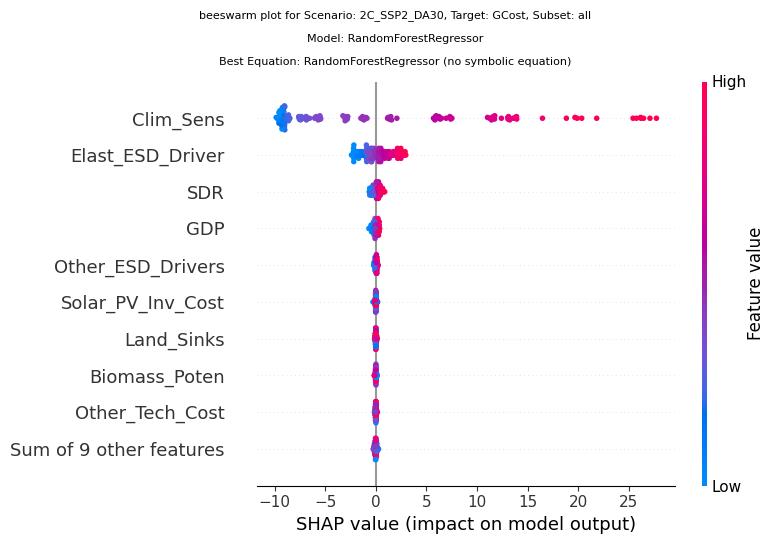 beeswarm plot for Scenario: 2C_SSP2_DA30, Target: GCost, Subset: all
Model: RandomForestRegressor
Best Equation: RandomForestRegressor (no symbolic equation)
High
Clim_Sens
Elast_ESD_Driver
SDR
GDP
Other_ESD_Drivers
Solar_PV_Inv_Cost
Land_Sinks
Biomass_Poten
Other_Tech_Cost
Sum of 9 other features
Feature value
Low
−10 −5 0 5 10 15 20 25
SHAP value (impact on model output)